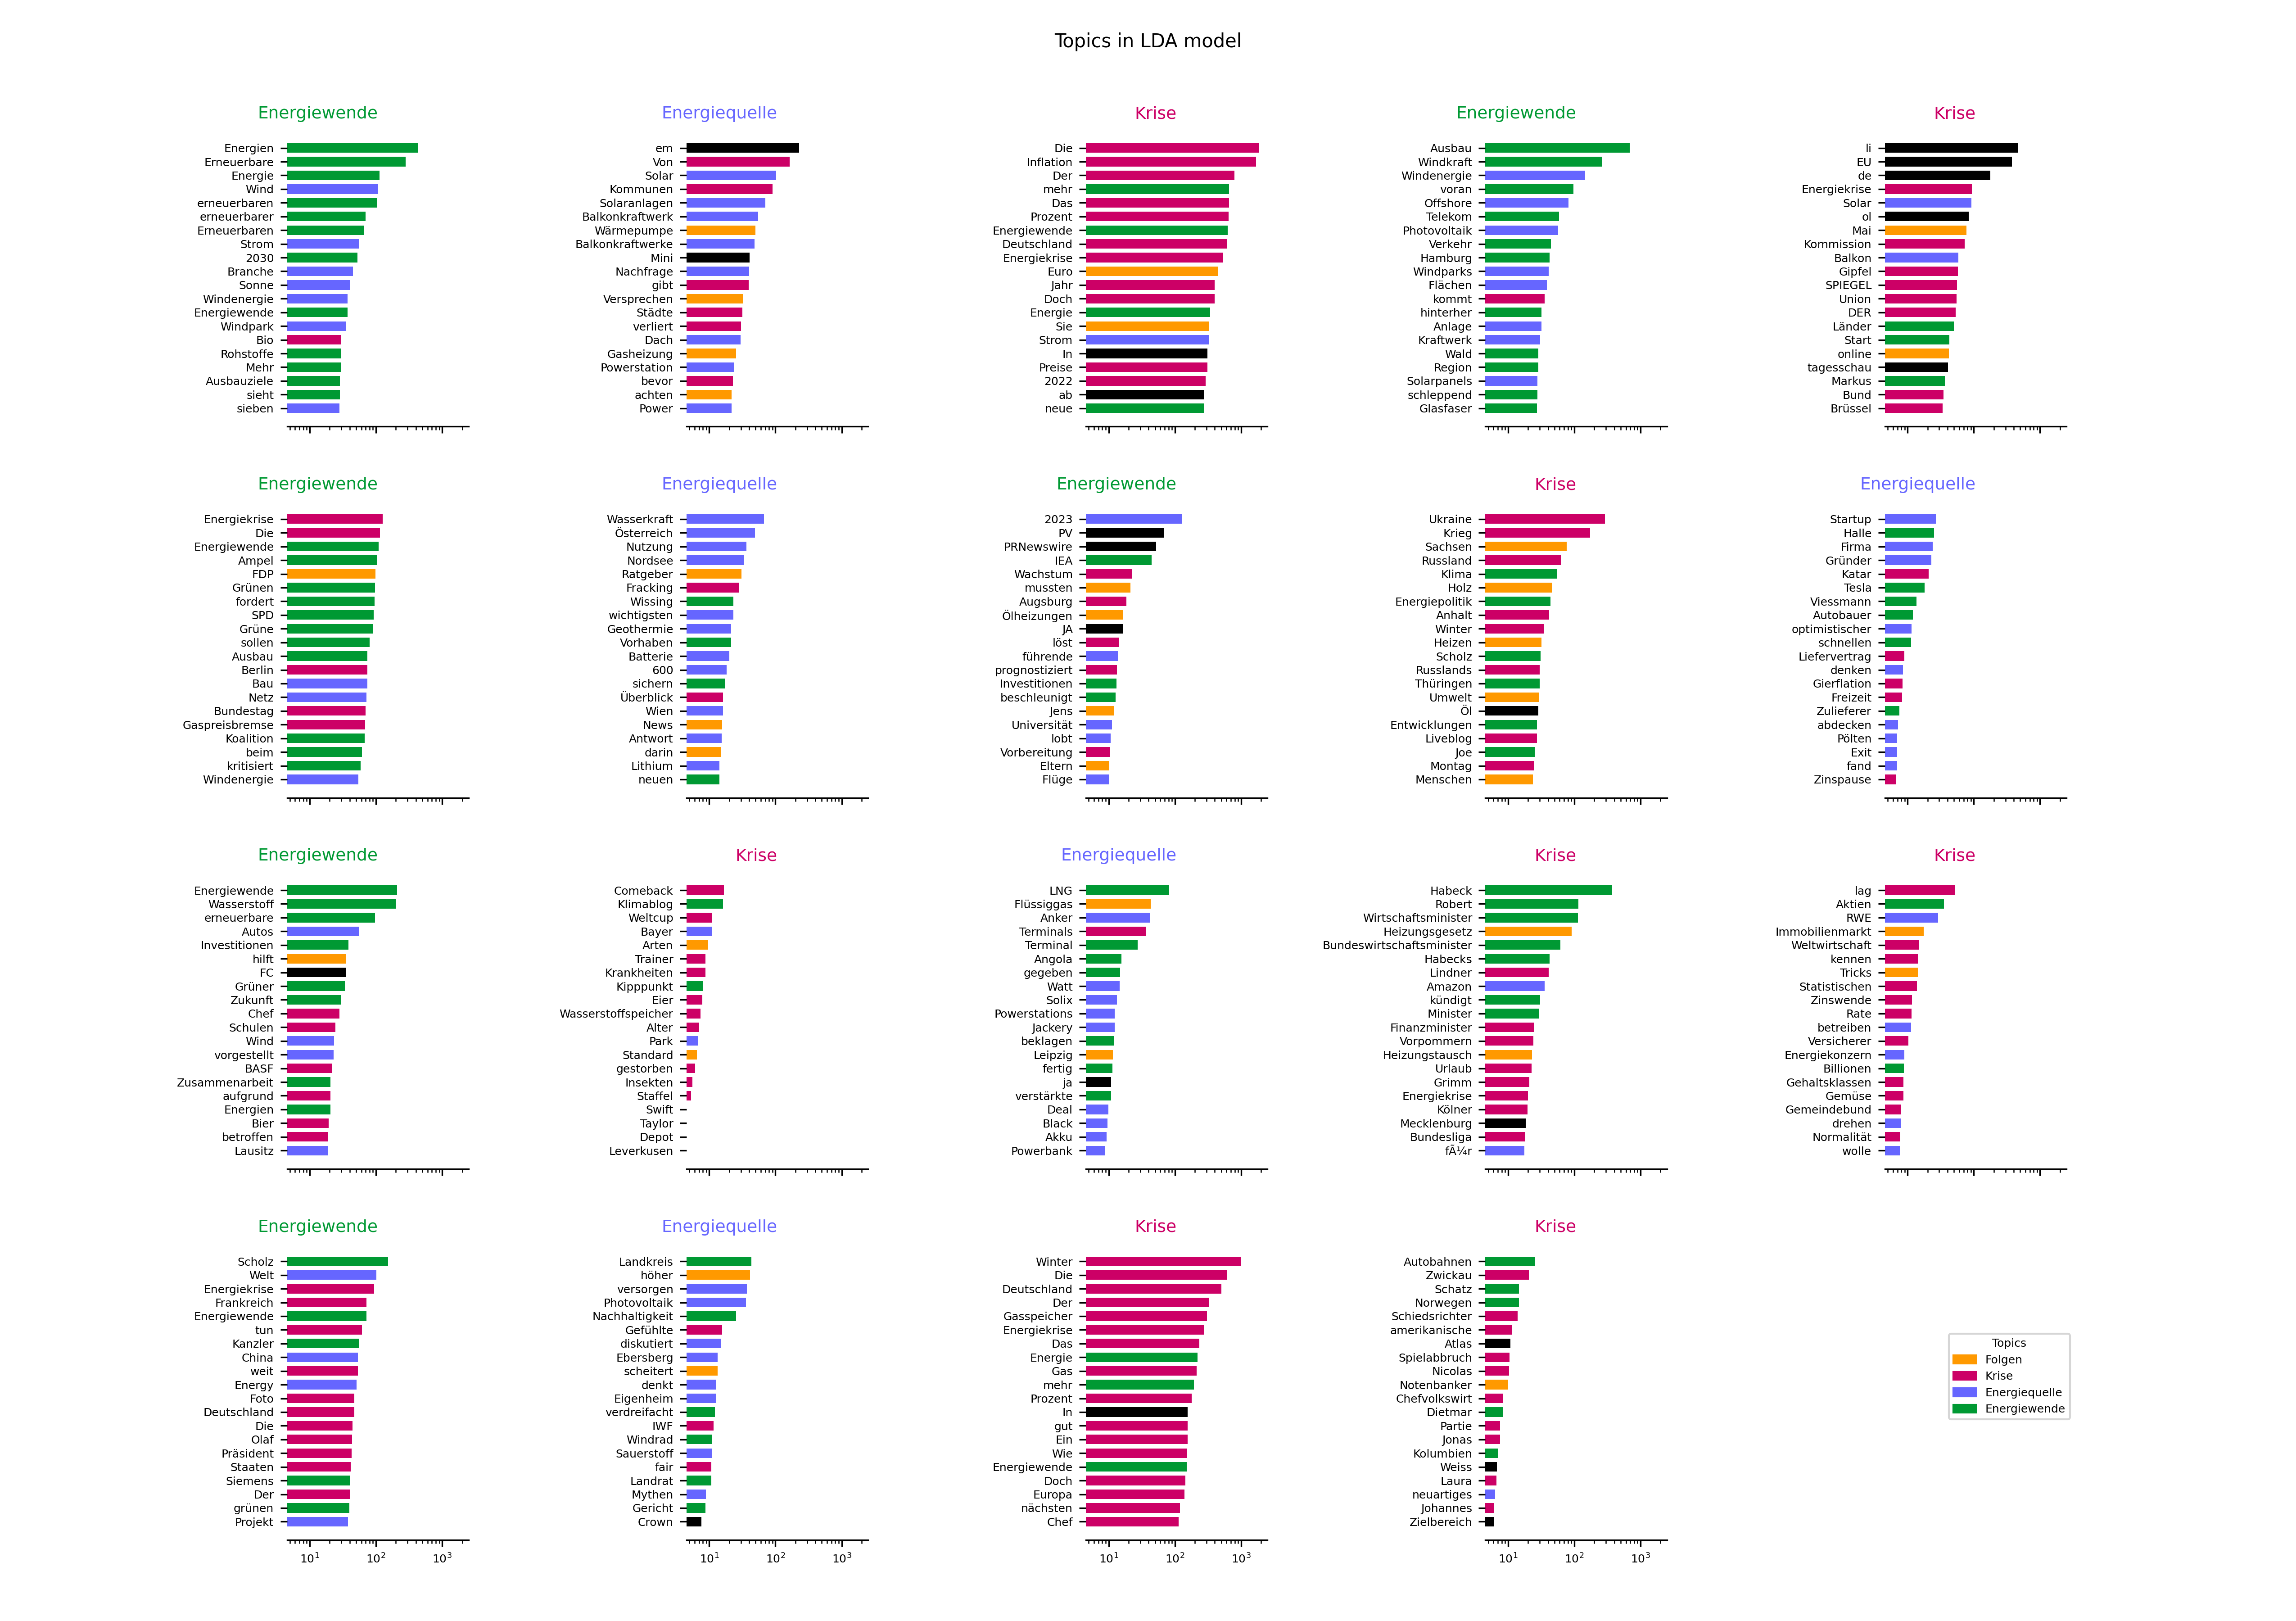 Topics in LDA model
Energiewende
Energien
Erneuerbare
Energie
Wind
erneuerbaren
erneuerbarer
Erneuerbaren
Strom
2030
Branche
Sonne
Windenergie
Energiewende
Windpark
Bio
Rohstoffe
Mehr
Ausbauziele
sieht
sieben
Energiequelle
em
Von
Solar
Kommunen
Solaranlagen
Balkonkraftwerk
Wärmepumpe
Balkonkraftwerke
Mini
Nachfrage
gibt
Versprechen
Städte
verliert
Dach
Gasheizung
Powerstation
bevor
achten
Power
Krise
Die
Inflation
Der
mehr
Das
Prozent
Energiewende
Deutschland
Energiekrise
Euro
Jahr
Doch
Energie
Sie
Strom
In
Preise
2022
ab
neue
Energiewende
Ausbau
Windkraft
Windenergie
voran
Offshore
Telekom
Photovoltaik
Verkehr
Hamburg
Windparks
Flächen
kommt
hinterher
Anlage
Kraftwerk
Wald
Region
Solarpanels
schleppend
Glasfaser
Krise
li
EU
de
Energiekrise
Solar
ol
Mai
Kommission
Balkon
Gipfel
SPIEGEL
Union
DER
Länder
Start
online
tagesschau
Markus
Bund
Brüssel
Energiewende
Energiekrise
Die
Energiewende
Ampel
FDP
Grünen
fordert
SPD
Grüne
sollen
Ausbau
Berlin
Bau
Netz
Bundestag
Gaspreisbremse
Koalition
beim
kritisiert
Windenergie
Energiequelle
Wasserkraft
Österreich
Nutzung
Nordsee
Ratgeber
Fracking
Wissing
wichtigsten
Geothermie
Vorhaben
Batterie
600
sichern
Überblick
Wien
News
Antwort
darin
Lithium
neuen
Energiewende
2023
PV
PRNewswire
IEA
Wachstum
mussten
Augsburg
Ölheizungen
JA
löst
führende
prognostiziert
Investitionen
beschleunigt
Jens
Universität
lobt
Vorbereitung
Eltern
Flüge
Krise
Ukraine
Krieg
Sachsen
Russland
Klima
Holz
Energiepolitik
Anhalt
Winter
Heizen
Scholz
Russlands
Thüringen
Umwelt
Öl
Entwicklungen
Liveblog
Joe
Montag
Menschen
Energiequelle
Startup
Halle
Firma
Gründer
Katar
Tesla
Viessmann
Autobauer
optimistischer
schnellen
Liefervertrag
denken
Gierflation
Freizeit
Zulieferer
abdecken
Pölten
Exit
fand
Zinspause
Energiewende
Energiewende
Wasserstoff
erneuerbare
Autos
Investitionen
hilft
FC
Grüner
Zukunft
Chef
Schulen
Wind
vorgestellt
BASF
Zusammenarbeit
aufgrund
Energien
Bier
betroffen
Lausitz
Krise
Comeback
Klimablog
Weltcup
Bayer
Arten
Trainer
Krankheiten
Kipppunkt
Eier
Wasserstoffspeicher
Alter
Park
Standard
gestorben
Insekten
Staffel
Swift
Taylor
Depot
Leverkusen
Energiequelle
LNG
Flüssiggas
Anker
Terminals
Terminal
Angola
gegeben
Watt
Solix
Powerstations
Jackery
beklagen
Leipzig
fertig
ja
verstärkte
Deal
Black
Akku
Powerbank
Krise
Habeck
Robert
Wirtschaftsminister
Heizungsgesetz
Bundeswirtschaftsminister
Habecks
Lindner
Amazon
kündigt
Minister
Finanzminister
Vorpommern
Heizungstausch
Urlaub
Grimm
Energiekrise
Kölner
Mecklenburg
Bundesliga
fÃ¼r
Krise
lag
Aktien
RWE
Immobilienmarkt
Weltwirtschaft
kennen
Tricks
Statistischen
Zinswende
Rate
betreiben
Versicherer
Energiekonzern
Billionen
Gehaltsklassen
Gemüse
Gemeindebund
drehen
Normalität
wolle
Energiewende
Scholz
Welt
Energiekrise
Frankreich
Energiewende
tun
Kanzler
China
weit
Energy
Foto
Deutschland
Die
Olaf
Präsident
Staaten
Siemens
Der
grünen
Projekt
10¹ 10² 10³
Energiequelle
Landkreis
höher
versorgen
Photovoltaik
Nachhaltigkeit
Gefühlte
diskutiert
Ebersberg
scheitert
denkt
Eigenheim
verdreifacht
IWF
Windrad
Sauerstoff
fair
Landrat
Mythen
Gericht
Crown
10¹ 10² 10³
Krise
Winter
Die
Deutschland
Der
Gasspeicher
Energiekrise
Das
Energie
Gas
mehr
Prozent
In
gut
Ein
Wie
Energiewende
Doch
Europa
nächsten
Chef
10¹ 10² 10³
Krise
Autobahnen
Zwickau
Schatz
Norwegen
Schiedsrichter
amerikanische
Atlas
Spielabbruch
Nicolas
Notenbanker
Chefvolkswirt
Dietmar
Partie
Jonas
Kolumbien
Weiss
Laura
neuartiges
Johannes
Zielbereich
10¹ 10² 10³
Topics
Folgen
Krise
Energiequelle
Energiewende